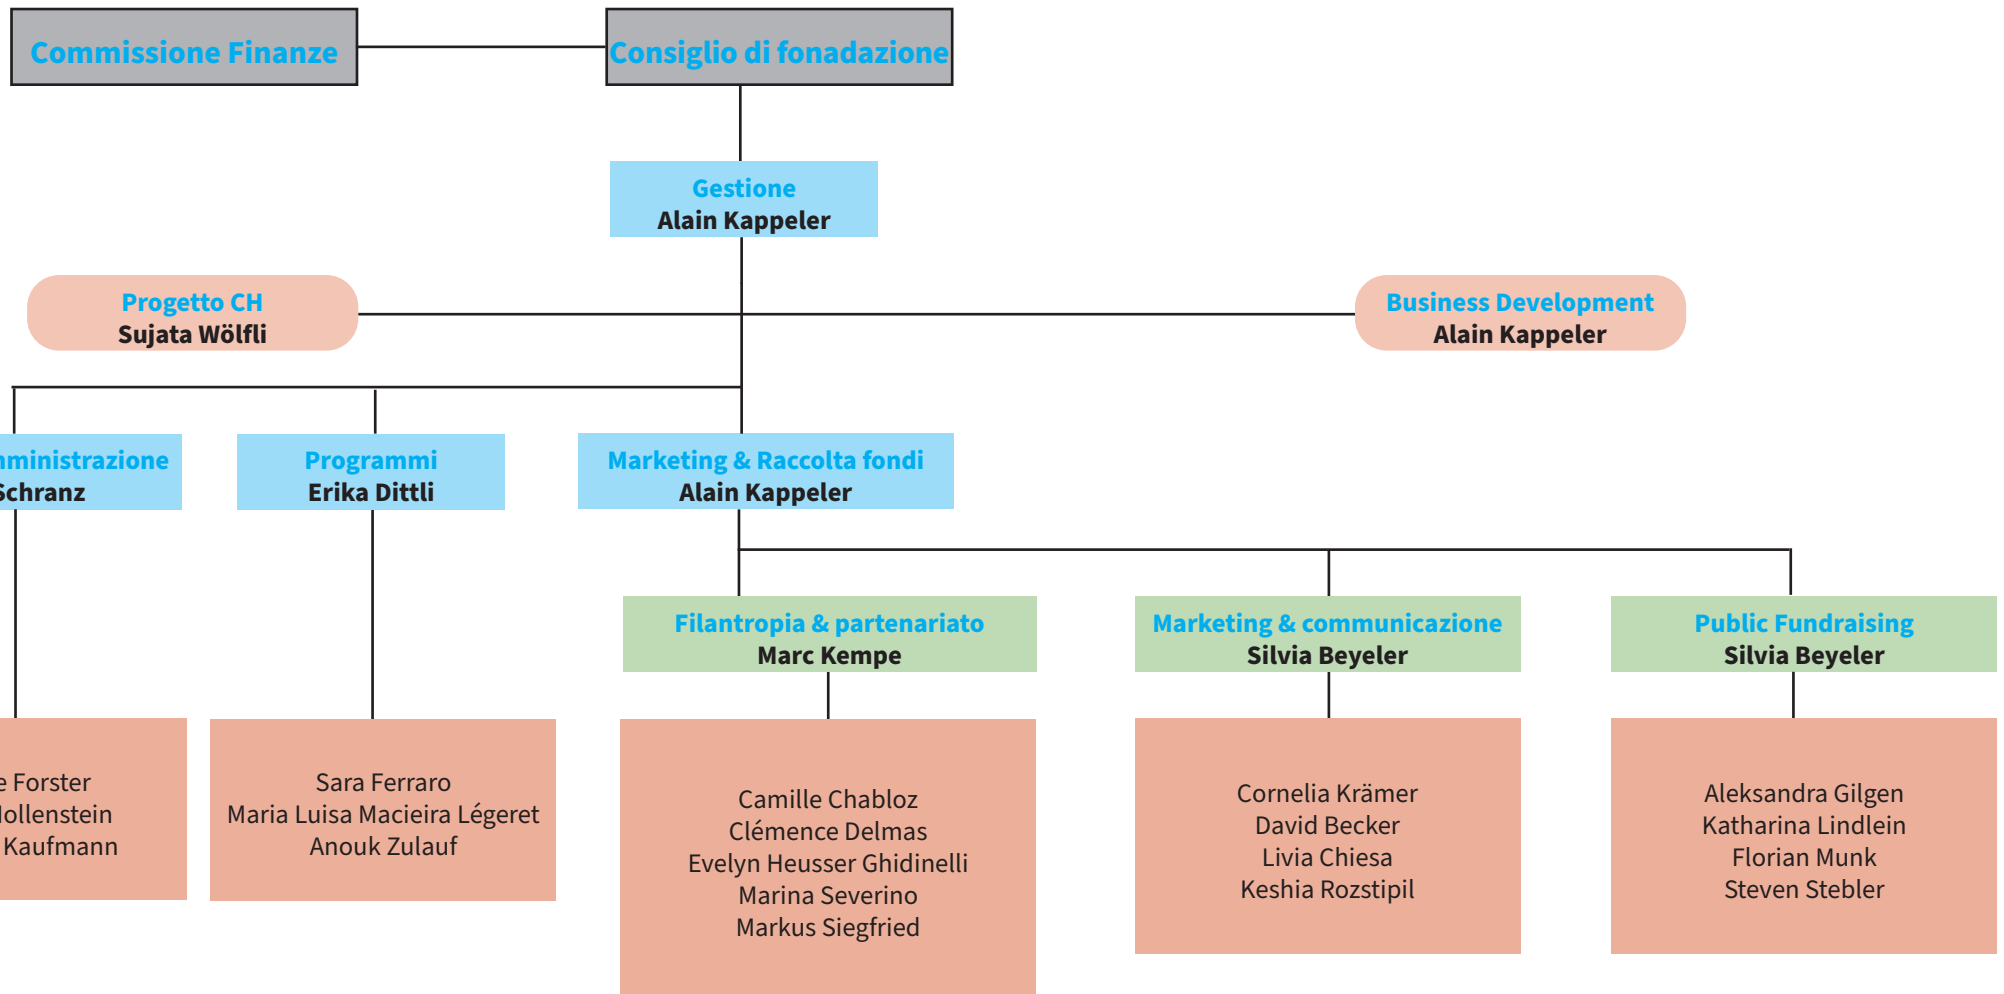 Commissione Finanze
Consiglio di fonadazione
Gestione
Alain Kappeler
Progetto CH
Sujata Wölfli
Business Development
Alain Kappeler
Schranz
Programmi
Erika Dittli
Marketing & Raccolta fondi
Alain Kappeler
Filantropia & partenariato
Marc Kempe
Marketing & communicazione
Silvia Beyeler
Public Fundraising
Silvia Beyeler
Forster
Kaufmann
Sara Ferraro
Maria Luisa Macieira Légeret
Anouk Zulauf
Camille Chabloz
Clémence Delmas
Evelyn Heusser Ghidinelli
Marina Severino
Markus Siegfried
Cornelia Krämer
David Becker
Livia Chiesa
Keshia Rozstipil
Aleksandra Gilgen
Katharina Lindlein
Florian Munk
Steven Stebler